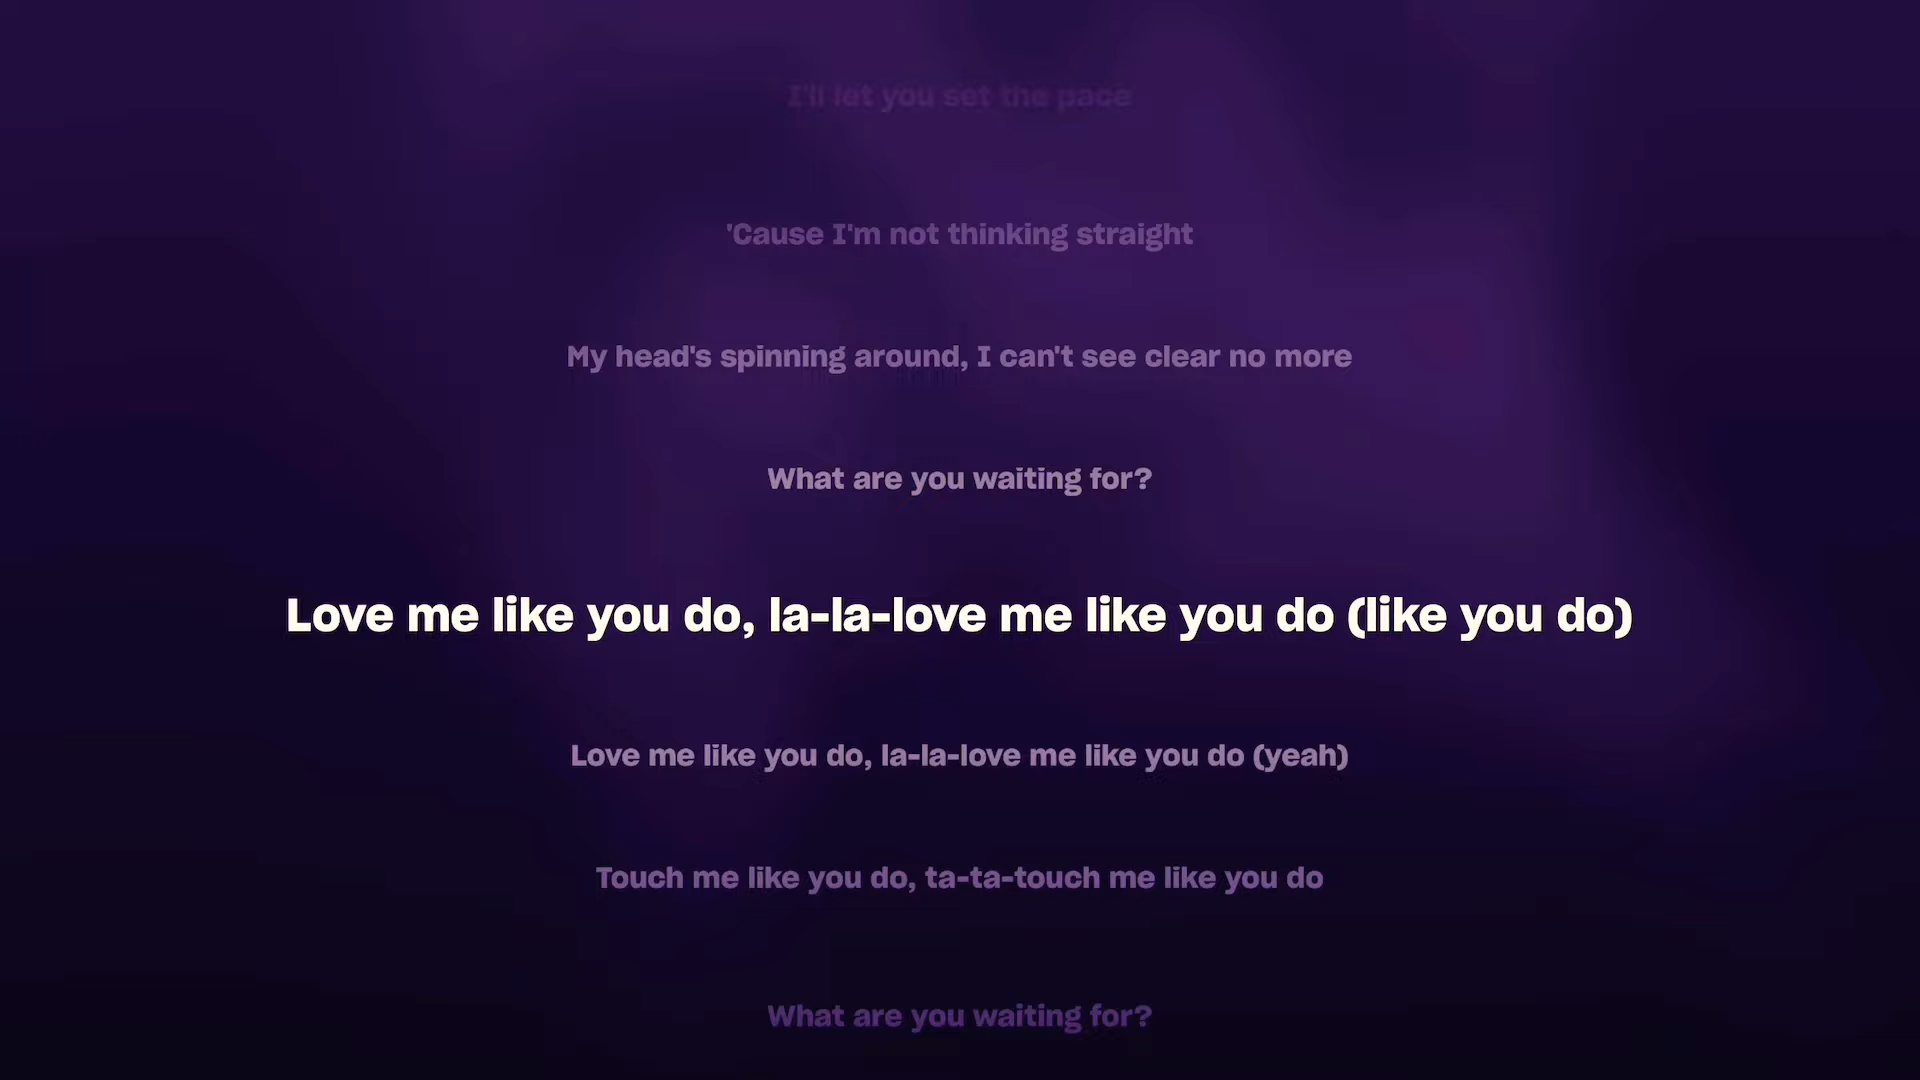 I'll let you set the pace
'Cause I'm not thinking straight
My head's spinning around, I can't see clear no more
What are you waiting for?
Love me like you do, la-la-love me like you do (like you do)
Love me like you do, la-la-love me like you do (yeah)
Touch me like you do, ta-ta-touch me like you do
What are you waiting for?